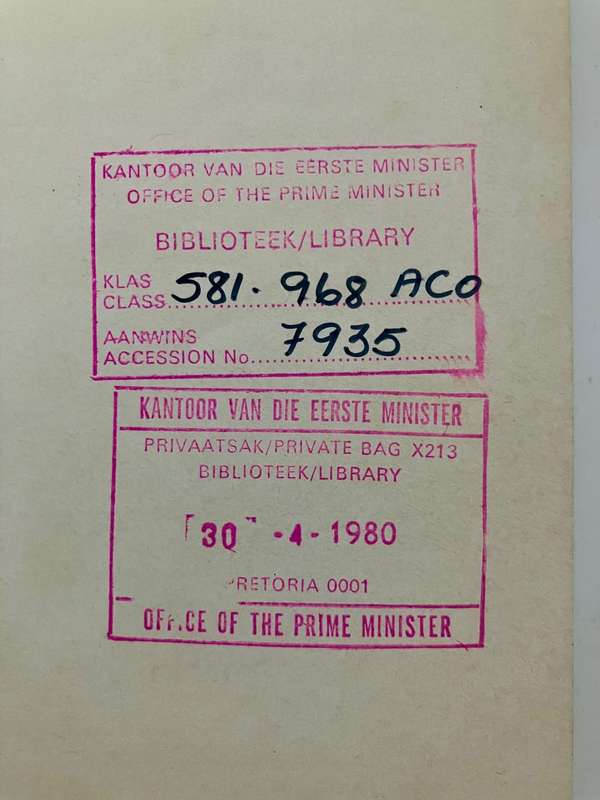 KANTOOR VAN DIE EERSTE MINISTER
OFFICE OF THE PRIME MINISTER
BIBLIOTEEK/LIBRARY
KLAS
CLASS 581.968 ACO
AANWINS
ACCESSION No. 7935
KANTOOR VAN DIE EERSTE MINISTER
PRIVAATSAK/PRIVATE BAG X213
BIBLIOTEEK/LIBRARY
30 -4-1980
PRETORIA 0001
OFFICE OF THE PRIME MINISTER